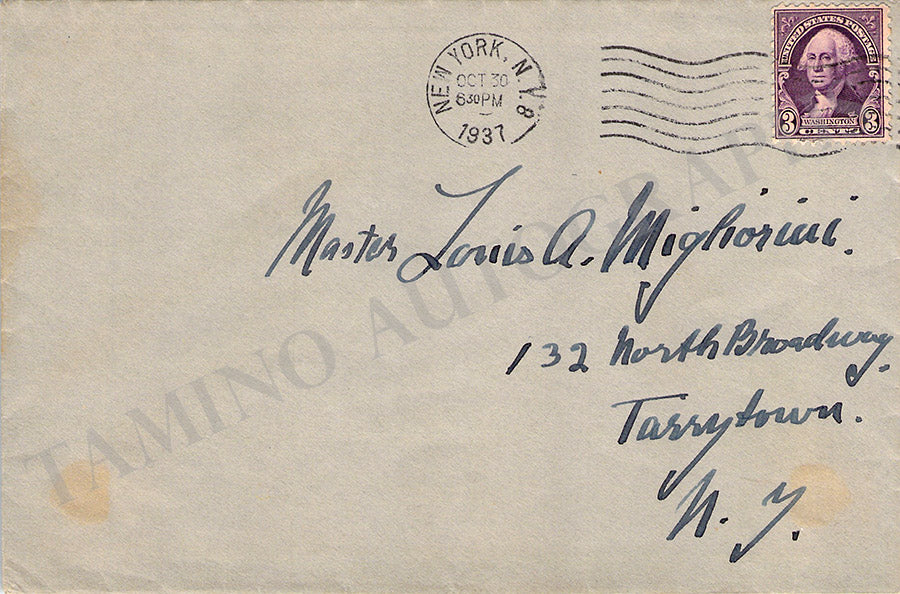 NEW YORK, N.Y. 8
OCT 30
6 30 PM
1937
UNITED STATES POSTAGE
3 WASHINGTON 3
CENTS
Master Louis A. Migliorini.
132 North Broadway.
Tarrytown.
N. Y.
TAMINO AUTOGRAPHS